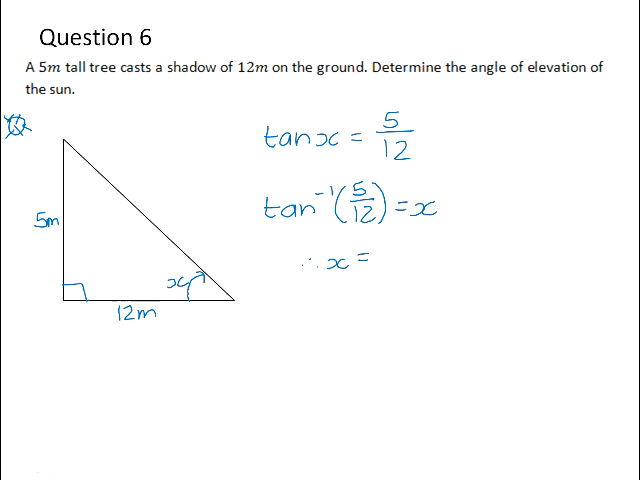 Question 6
A 5m tall tree casts a shadow of 12m on the ground. Determine the angle of elevation of
the sun.
tan x = 5/12
tan⁻¹(5/12) = x
5m
∴ x =
x
12m